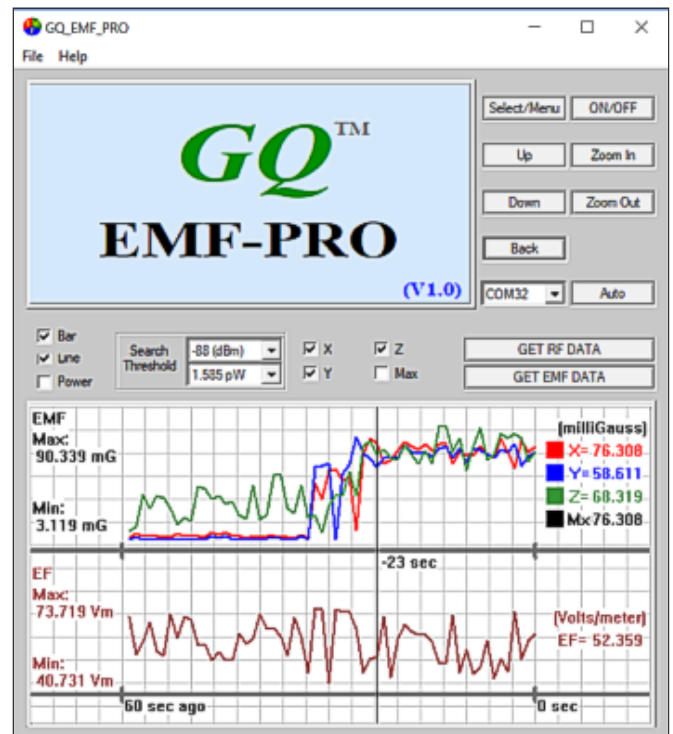 GQ_EMF_PRO
File Help
GQ™
EMF-PRO
(V1.0)
Select/Menu ON/OFF
Up Zoom In
Down Zoom Out
Back
COM32 Auto
Bar
Line
Power
Search
Threshold
-88 (dBm)
1.585 pW
X
Y
Z
Max
GET RF DATA
GET EMF DATA
EMF
Max:
90.339 mG
Min:
3.119 mG
(milliGauss)
X= 76.308
Y= 58.611
Z= 68.319
Mx76.308
-23 sec
EF
Max:
73.719 Vm
Min:
40.731 Vm
(Volts/meter)
EF= 52.359
60 sec ago
0 sec